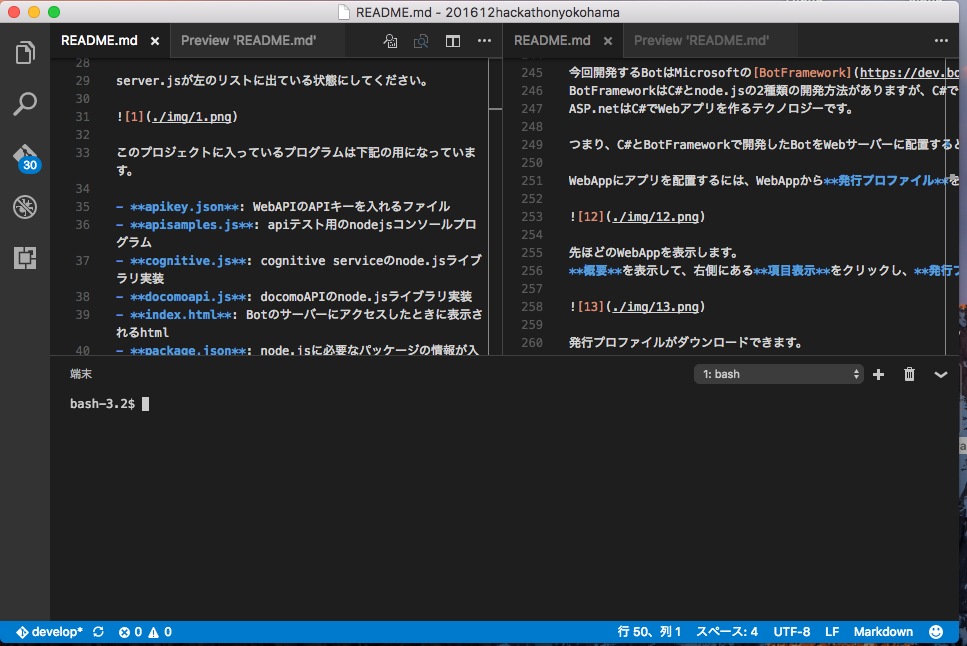 README.md - 201612hackathonyokohama
README.md × Preview 'README.md'
README.md × Preview 'README.md'
28
29 server.jsが左のリストに出ている状態にしてください。
30
31 ![1](./img/1.png)
32
33 このプロジェクトに入っているプログラムは下記の用になっていま
す。
34
35 - **apikey.json**: WebAPIのAPIキーを入れるファイル
36 - **apisamples.js**: apiテスト用のnodejsコンソールプロ
グラム
37 - **cognitive.js**: cognitive serviceのnode.jsライブ
ラリ実装
38 - **docomoapi.js**: docomoAPIのnode.jsライブラリ実装
39 - **index.html**: Botのサーバーにアクセスしたときに表示さ
れるhtml
40 - **package.json**: node.jsに必要なパッケージの情報が入
245 今回開発するBotはMicrosoftの[BotFramework](https://dev.bo
246 BotFrameworkはC#とnode.jsの2種類の開発方法がありますが、C#で
247 ASP.netはC#でWebアプリを作るテクノロジーです。
248
249 つまり、C#とBotFrameworkで開発したBotをWebサーバーに配置すると
250
251 WebAppにアプリを配置するには、WebAppから**発行プロファイル**を
252
253 ![12](./img/12.png)
254
255 先ほどのWebAppを表示します。
256 **概要**を表示して、右側にある**項目表示**をクリックし、**発行プ
257
258 ![13](./img/13.png)
259
260 発行プロファイルがダウンロードできます。
30
端末
1: bash
bash-3.2$
develop* 0 0 行 50、列 1 スペース: 4 UTF-8 LF Markdown